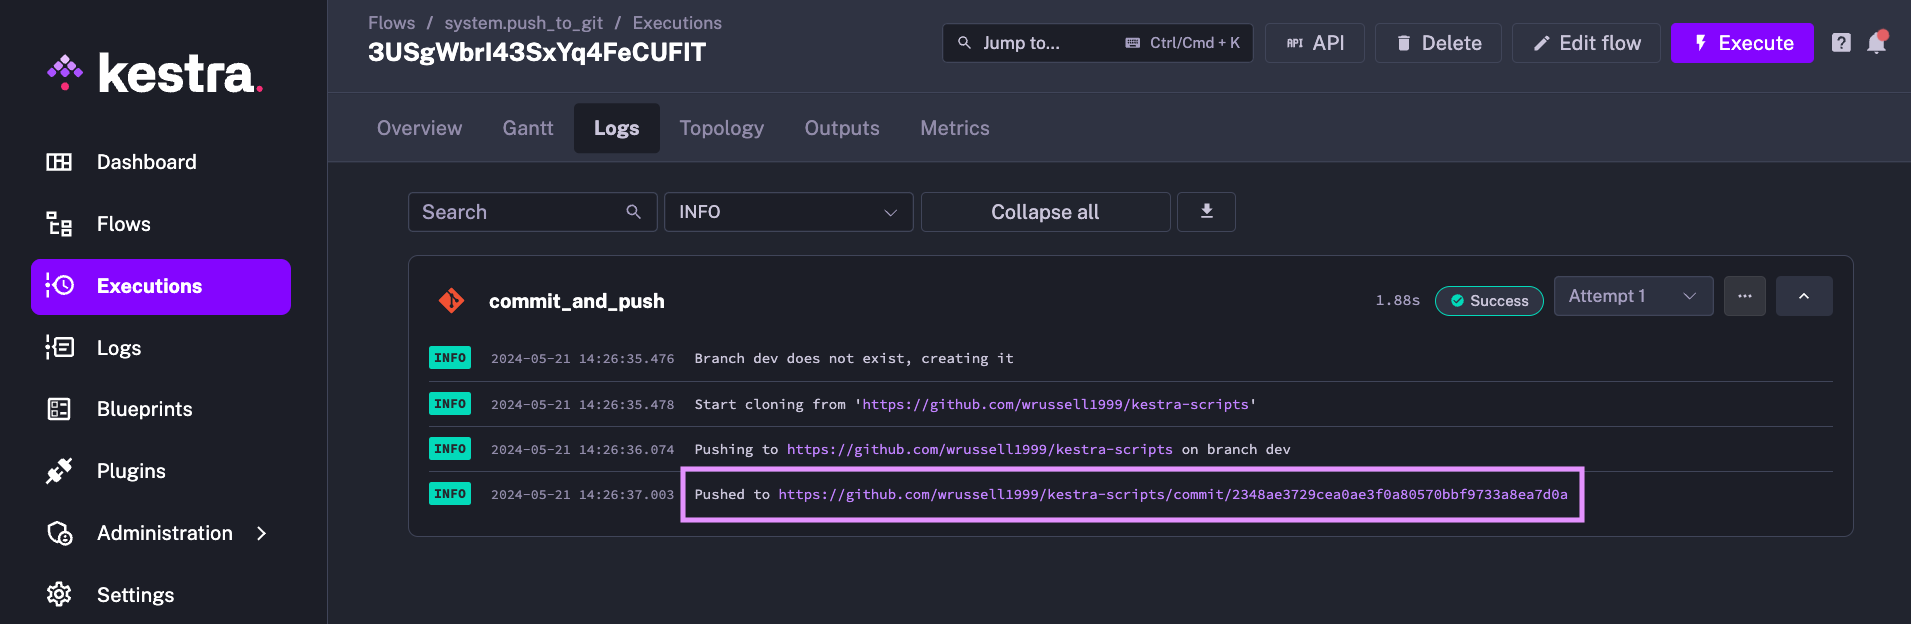 kestra.
Dashboard
Flows
Executions
Logs
Blueprints
Plugins
Administration
Settings
Flows / system.push_to_git / Executions
3USgWbrI43SxYq4FeCUFlT
Jump to... Ctrl/Cmd + K
API API
Delete
Edit flow
Execute
?
Overview Gantt Logs Topology Outputs Metrics
Search INFO Collapse all
commit_and_push 1.88s Success Attempt 1 ...
INFO 2024-05-21 14:26:35.476 Branch dev does not exist, creating it
INFO 2024-05-21 14:26:35.478 Start cloning from 'https://github.com/wrussell1999/kestra-scripts'
INFO 2024-05-21 14:26:36.074 Pushing to https://github.com/wrussell1999/kestra-scripts on branch dev
INFO 2024-05-21 14:26:37.003 Pushed to https://github.com/wrussell1999/kestra-scripts/commit/2348ae3729cea0ae3f0a80570bbf9733a8ea7d0a